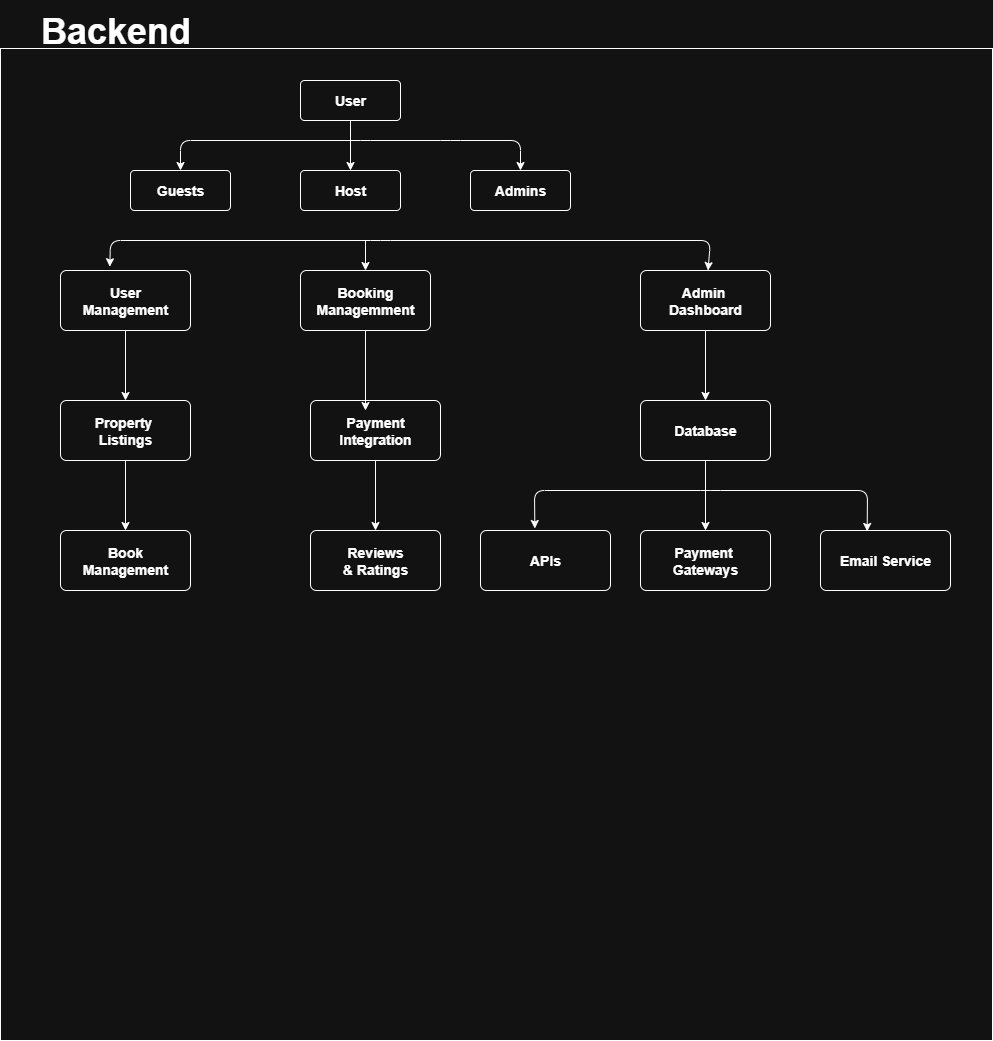 Backend
User
Guests
Host
Admins
User
Management
Booking
Managemment
Admin
Dashboard
Property
Listings
Payment
Integration
Database
Book
Management
Reviews
& Ratings
APIs
Payment
Gateways
Email Service